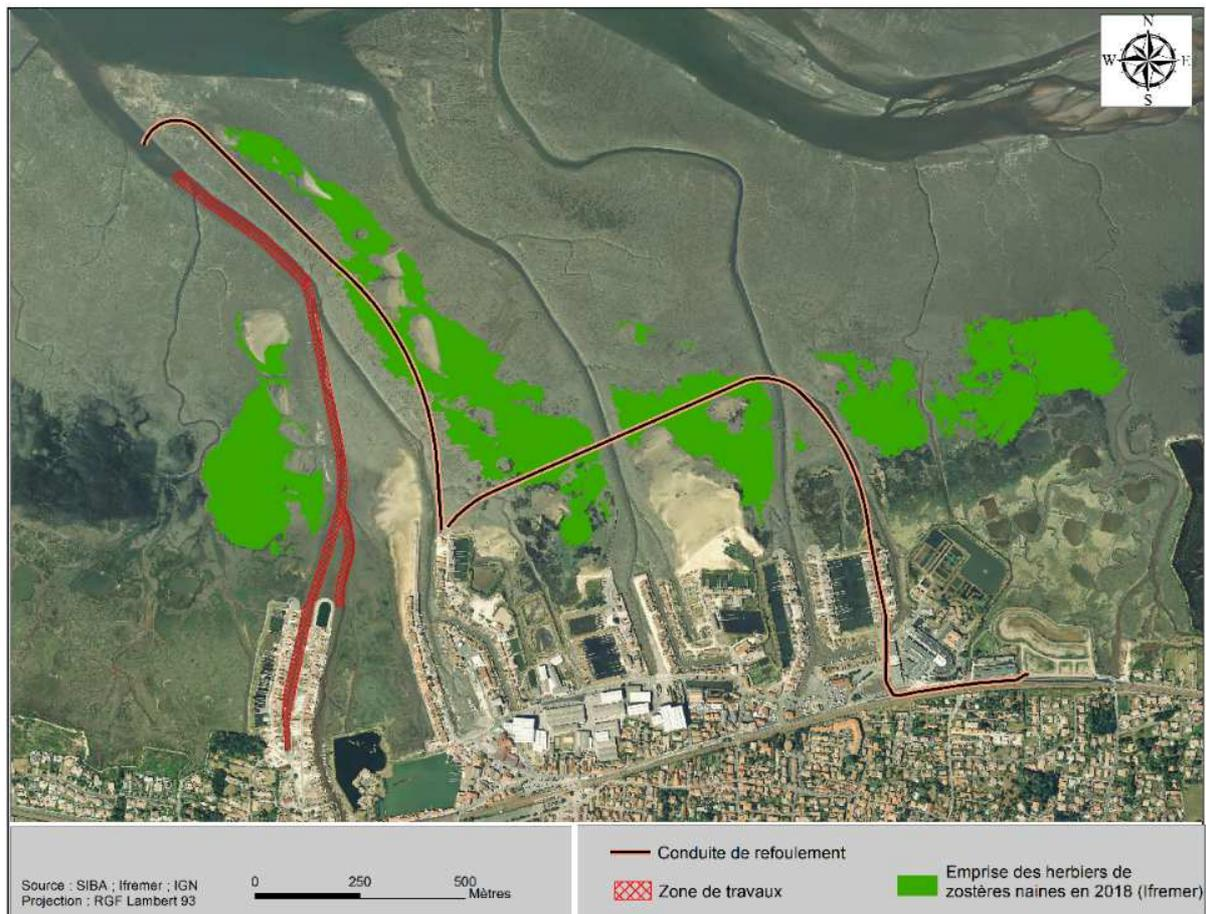 N
W E
S
Source : SIBA ; Ifremer ; IGN
Projection : RGF Lambert 93
0 250 500
Mètres
Conduite de refoulement
Zone de travaux
Emprise des herbiers de
zostères naines en 2018 (Ifremer)